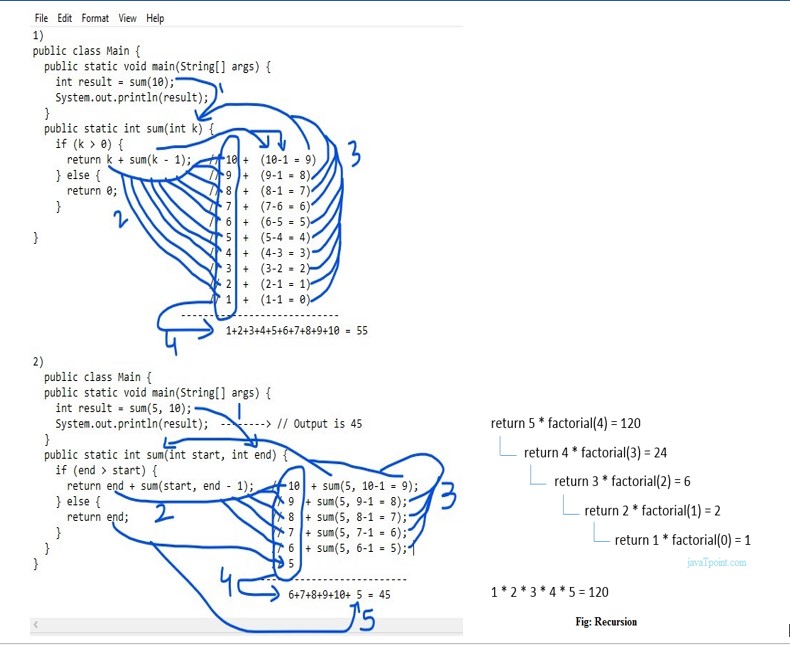 File Edit Format View Help
1)
public class Main {
public static void main(String[] args) {
int result = sum(10);
System.out.println(result);
}
public static int sum(int k) {
if (k > 0) {
return k + sum(k - 1); 10 + (10-1 = 9)
} else { 9 + (9-1 = 8)
return 0; 8 + (8-1 = 7)
} 7 + (7-6 = 6)
6 + (6-5 = 5)
} 5 + (5-4 = 4)
4 + (4-3 = 3)
3 + (3-2 = 2)
2 + (2-1 = 1)
1 + (1-1 = 0)
1+2+3+4+5+6+7+8+9+10 = 55
1
2
3
4
2)
public class Main {
public static void main(String[] args) {
int result = sum(5, 10);
System.out.println(result); -------> // Output is 45
}
public static int sum(int start, int end) {
if (end > start) {
return end + sum(start, end - 1); 10 + sum(5, 10-1 = 9);
} else { 9 + sum(5, 9-1 = 8);
return end; 8 + sum(5, 8-1 = 7);
} 7 + sum(5, 7-1 = 6);
} 6 + sum(5, 6-1 = 5);
} 5
6+7+8+9+10+ 5 = 45
1
2
3
4
5
return 5 * factorial(4) = 120
return 4 * factorial(3) = 24
return 3 * factorial(2) = 6
return 2 * factorial(1) = 2
return 1 * factorial(0) = 1
javaTpoint.com
1 * 2 * 3 * 4 * 5 = 120
Fig: Recursion